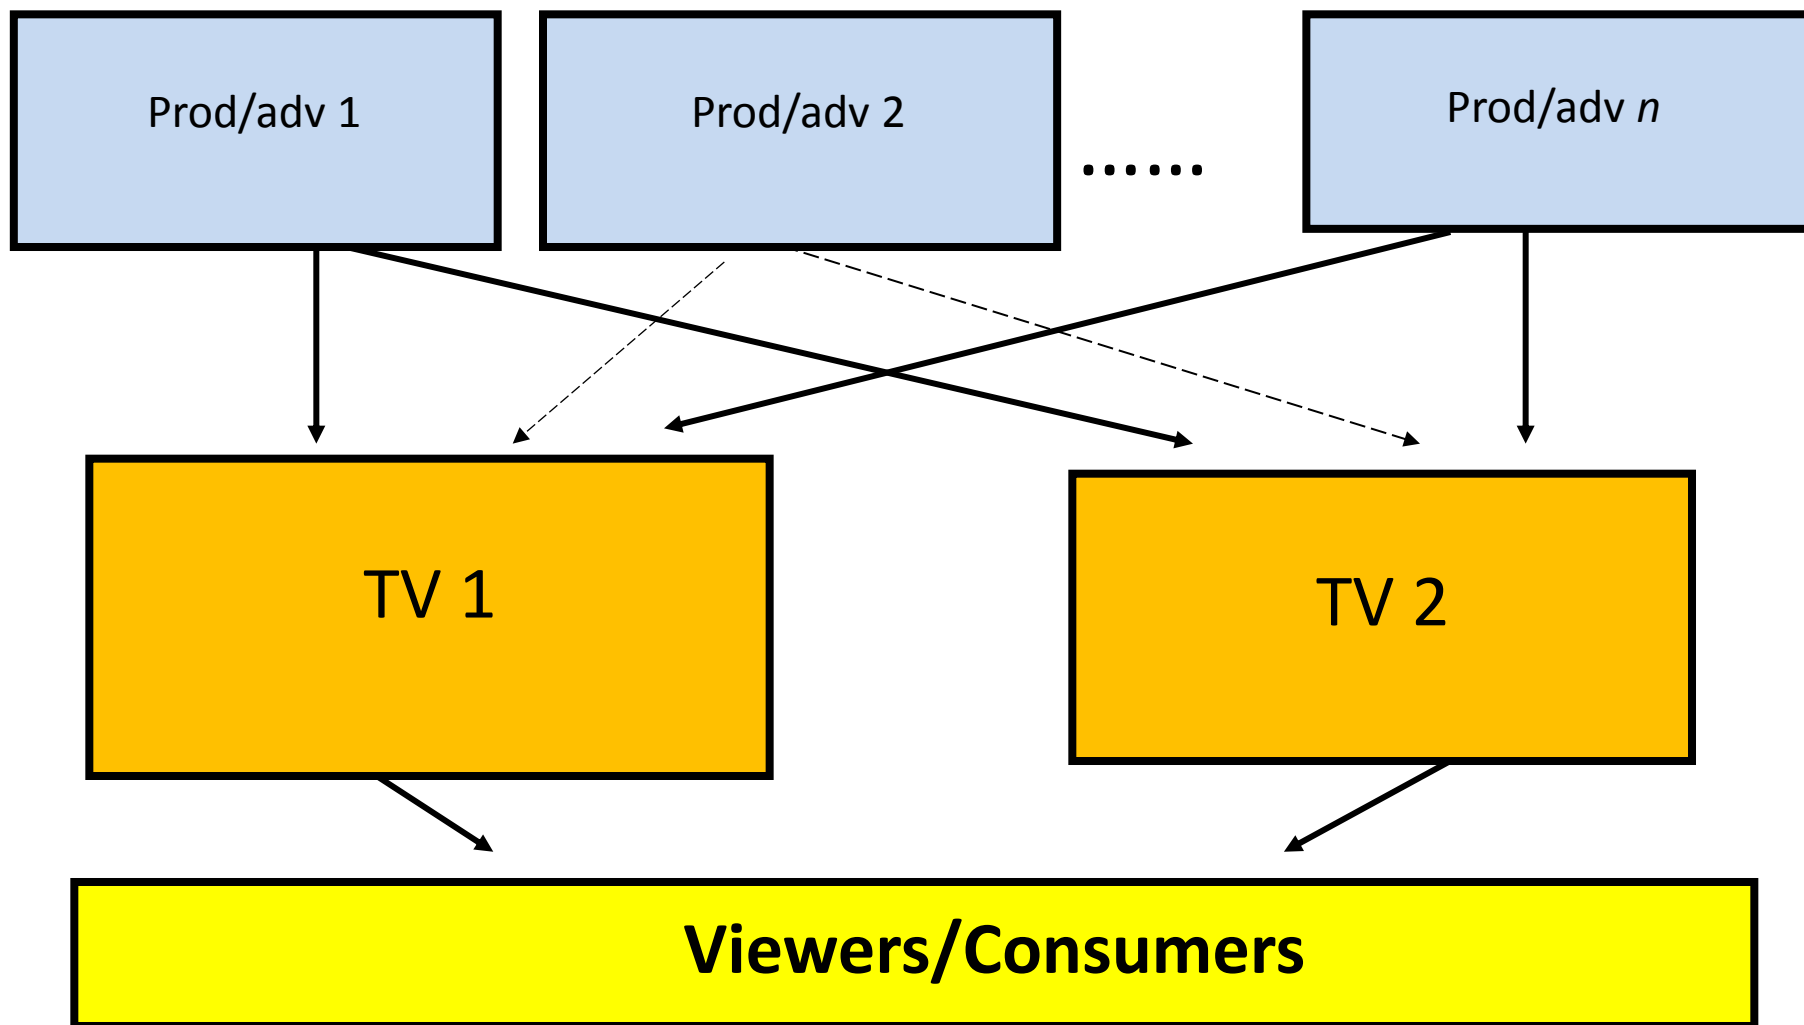 Prod/adv 1
Prod/adv 2
.......
Prod/adv n
TV 1
TV 2
Viewers/Consumers